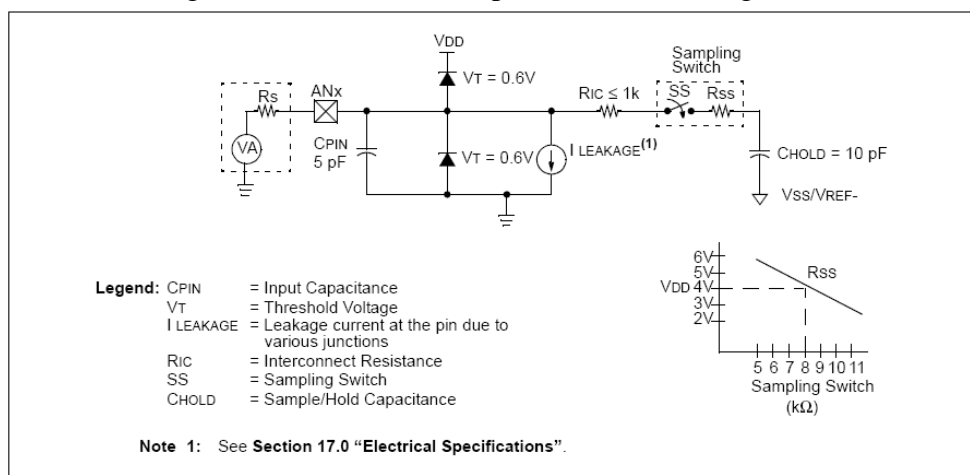 VDD
Sampling
Switch
VT = 0.6V
Rs
ANx
RIC ≤ 1k
SS
RSS
VA
CPIN
5 pF
VT = 0.6V
I LEAKAGE(1)
CHOLD = 10 pF
VSS/VREF-
6V
5V
VDD 4V
3V
2V
RSS
5 6 7 8 9 10 11
Sampling Switch
(kΩ)
Legend: CPIN = Input Capacitance
VT = Threshold Voltage
I LEAKAGE = Leakage current at the pin due to
various junctions
RIC = Interconnect Resistance
SS = Sampling Switch
CHOLD = Sample/Hold Capacitance
Note 1: See Section 17.0 “Electrical Specifications”.